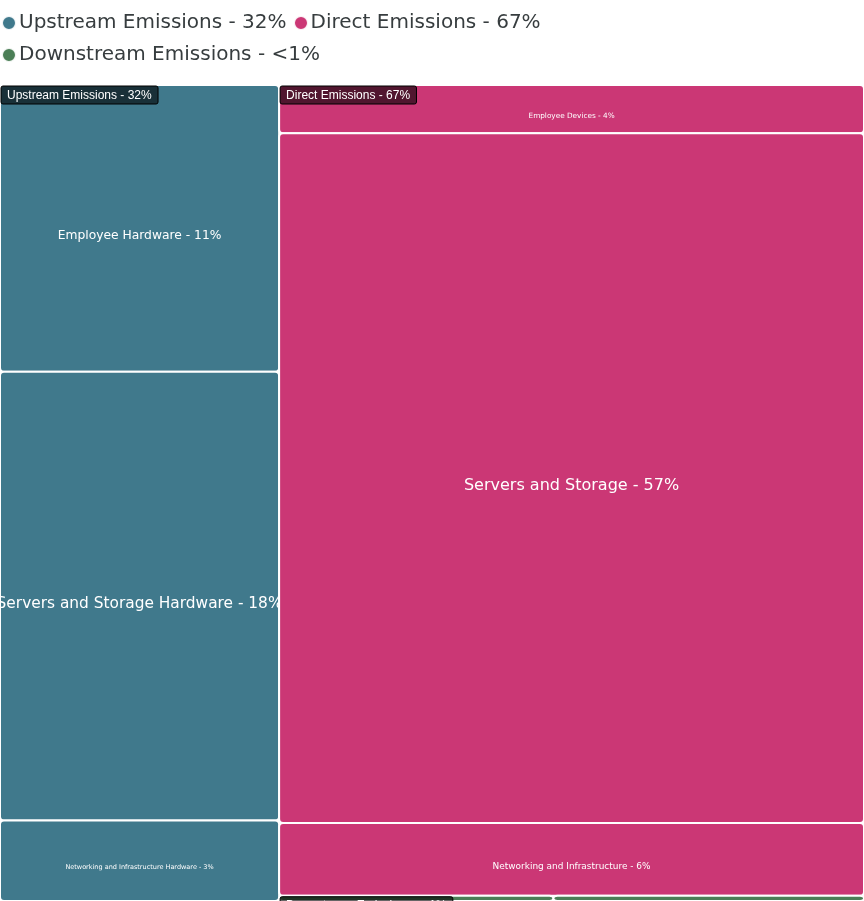 Upstream Emissions - 32% Direct Emissions - 67%
Downstream Emissions - <1%
Upstream Emissions - 32%
Direct Emissions - 67%
Employee Devices - 4%
Employee Hardware - 11%
Servers and Storage - 57%
Servers and Storage Hardware - 18%
Networking and Infrastructure Hardware - 3%
Networking and Infrastructure - 6%